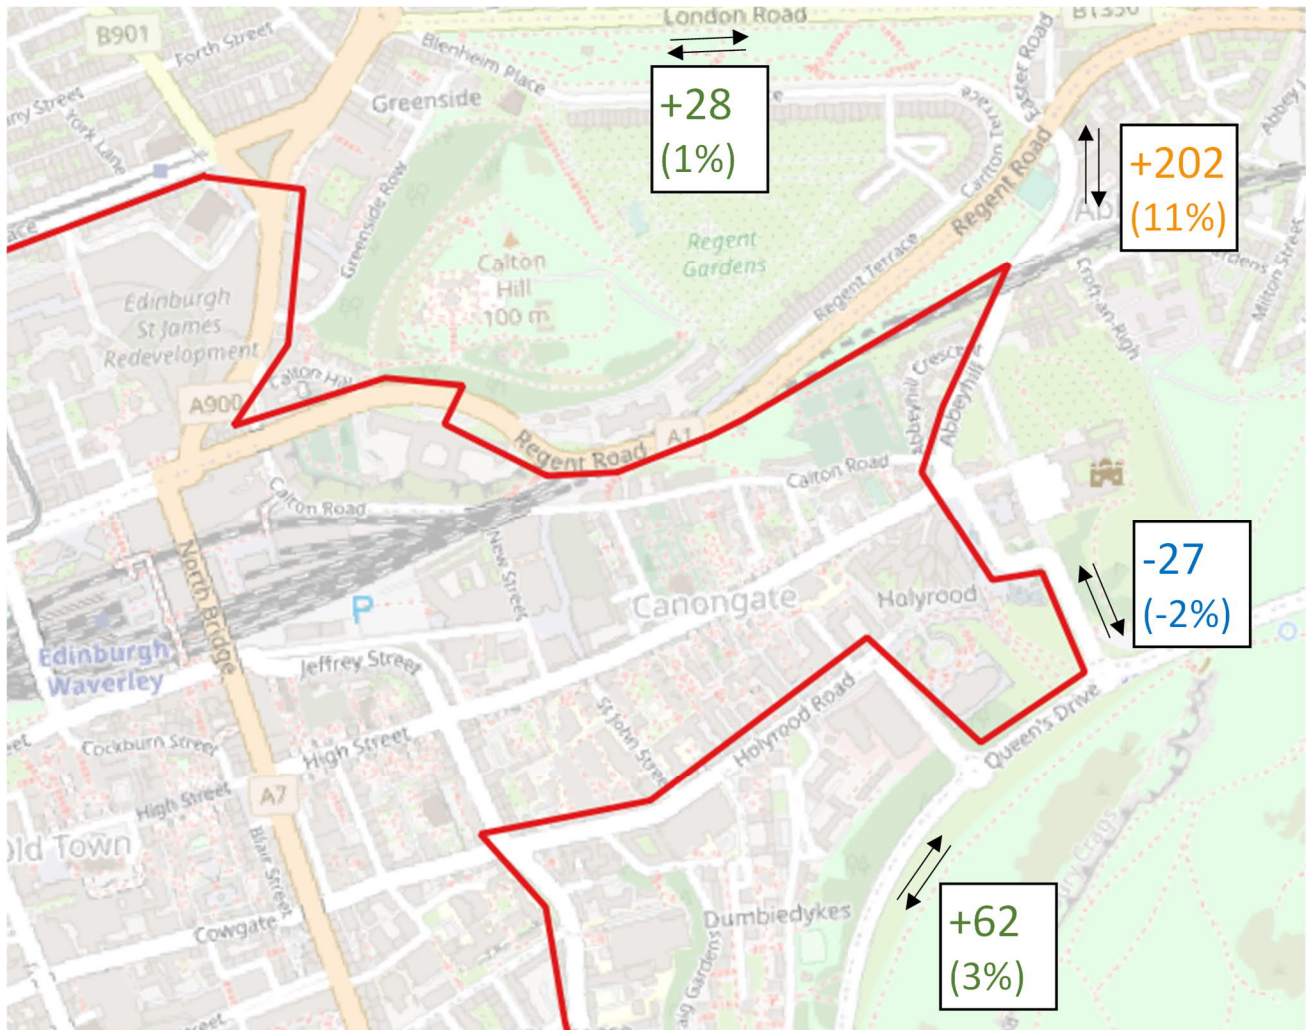 London Road
B1350
B901
Forth Street
Blenheim Place
Greenside
York Lane
Easter Road
+28
(1%)
Carlton Terrace
Regent Road
+202
(11%)
Greenside Row
Regent
Gardens
Calton
Hill
100 m
Regent Terrace
Croft-an-Righ
Milton Street
Edinburgh
St James
Redevelopment
Calton Hill
A900
Abbeyhill Crescent
Abbeyhill
A1
Regent Road
Calton Road
Calton Road
North Bridge
New Street
P
Canongate
Holyrood
-27
(-2%)
Edinburgh
Waverley
Jeffrey Street
St John Street
Holyrood Road
Queen's Drive
Cockburn Street
High Street
High Street
A7
Old Town
Blair Street
Cowgate
Dumbiedykes
+62
(3%)